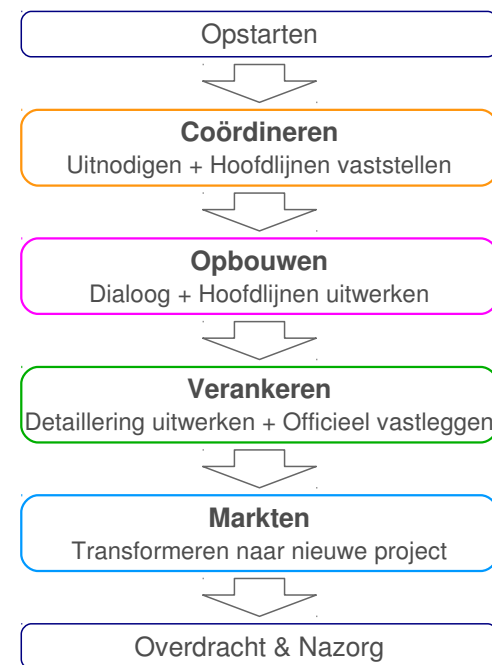 Opstarten
Coördineren
Uitnodigen + Hoofdlijnen vaststellen
Opbouwen
Dialoog + Hoofdlijnen uitwerken
Verankeren
Detaillering uitwerken + Officieel vastleggen
Markten
Transformeren naar nieuwe project
Overdracht & Nazorg